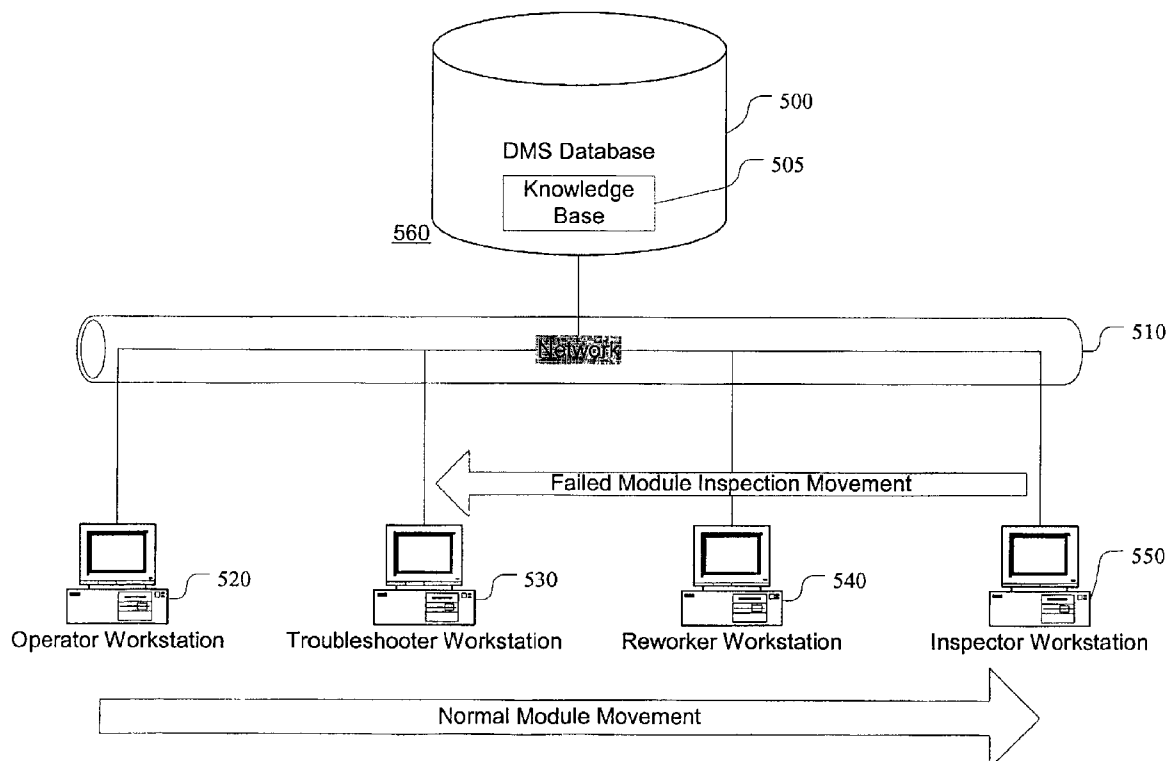 500
DMS Database
505
Knowledge
Base
560
Network
510
Failed Module Inspection Movement
520
530
540
550
Operator Workstation
Troubleshooter Workstation
Reworker Workstation
Inspector Workstation
Normal Module Movement